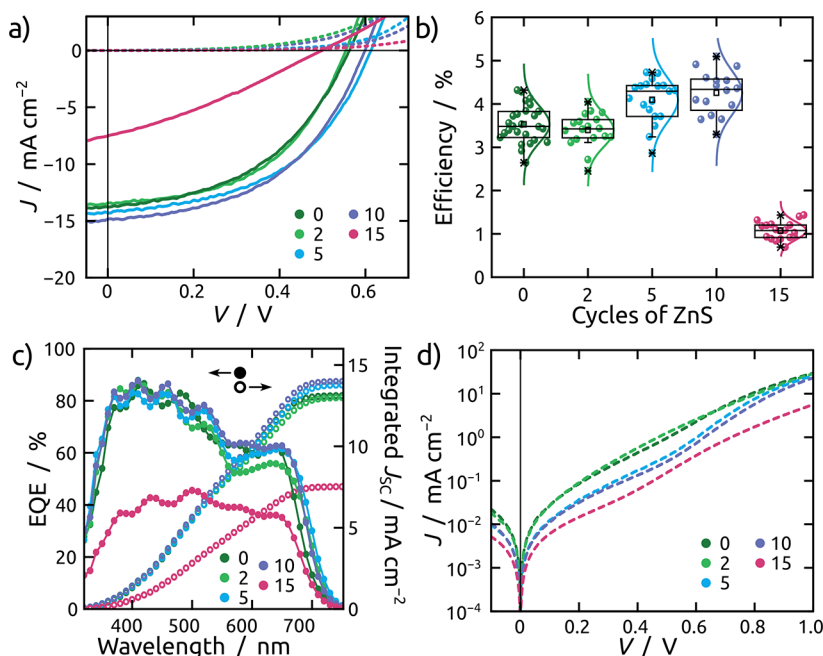 a)
0
−5
−10
−15
−20
J / mA cm⁻²
0 10
2 15
5
0 0.2 0.4 0.6
V / V
b)
6
5
4
3
2
1
0
Efficiency / %
0 2 5 10 15
Cycles of ZnS
c)
100
80
60
40
20
0
EQE / %
15
10
5
0
Integrated JSC / mA cm⁻²
0 10
2 15
5
400 500 600 700
Wavelength / nm
d)
10²
10¹
10⁰
10⁻¹
10⁻²
10⁻³
10⁻⁴
J / mA cm⁻²
0 10
2 15
5
0 0.2 0.4 0.6 0.8 1.0
V / V